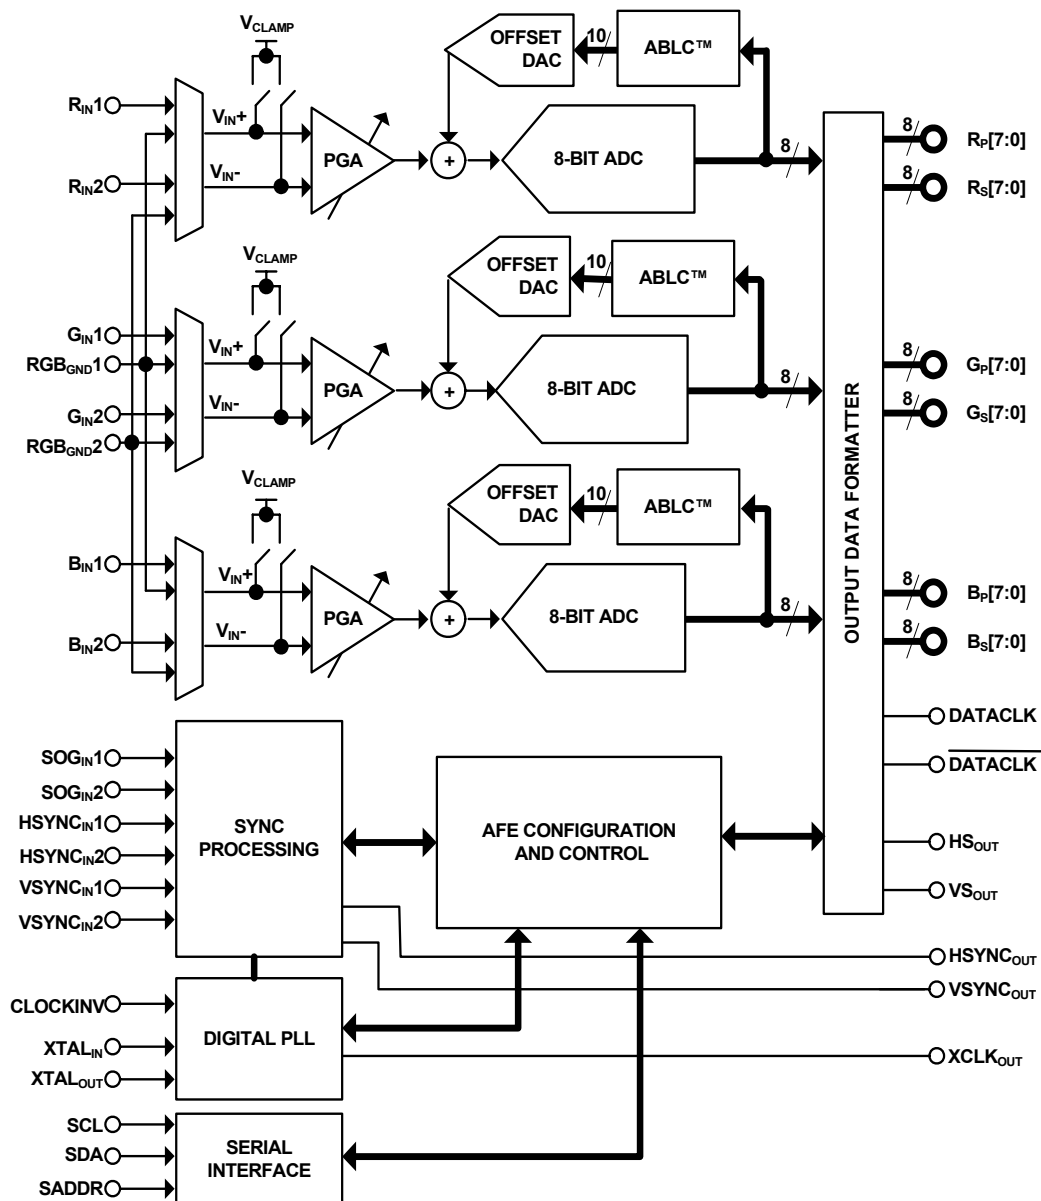 VCLAMP
OFFSET
DAC
10
ABLC™
RIN1
VIN+
PGA
+
8-BIT ADC
8
RIN2
VIN-
8
RP[7:0]
8
RS[7:0]
VCLAMP
OFFSET
DAC
10
ABLC™
GIN1
RGBGND1
VIN+
PGA
+
8-BIT ADC
8
GIN2
RGBGND2
VIN-
8
GP[7:0]
8
GS[7:0]
VCLAMP
OFFSET
DAC
10
ABLC™
BIN1
VIN+
PGA
+
8-BIT ADC
8
BIN2
VIN-
8
BP[7:0]
8
BS[7:0]
OUTPUT DATA FORMATTER
DATACLK
DATACLK
HSOUT
VSOUT
SOGIN1
SOGIN2
HSYNCIN1
HSYNCIN2
VSYNCIN1
VSYNCIN2
SYNC
PROCESSING
AFE CONFIGURATION
AND CONTROL
HSYNCOUT
VSYNCOUT
CLOCKINV
XTALIN
XTALOUT
DIGITAL PLL
XCLKOUT
SCL
SDA
SADDR
SERIAL
INTERFACE